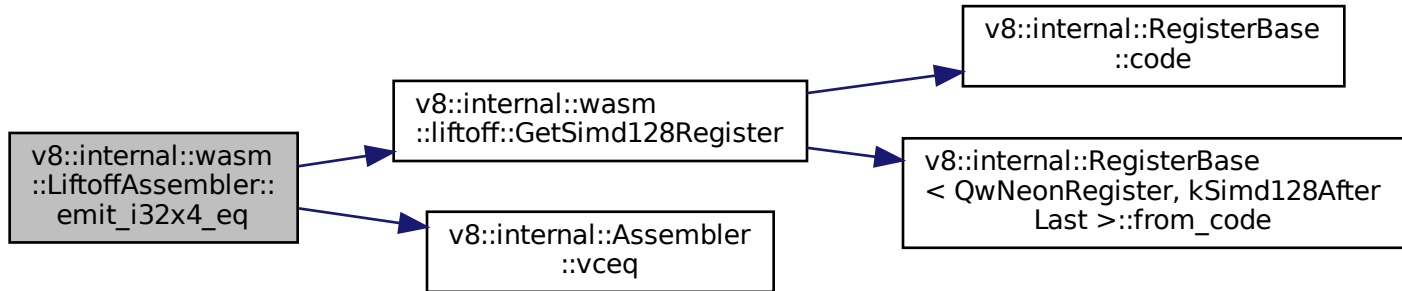 v8::internal::wasm
::LiftoffAssembler::
emit_i32x4_eq
v8::internal::wasm
::liftoff::GetSimd128Register
v8::internal::Assembler
::vceq
v8::internal::RegisterBase
::code
v8::internal::RegisterBase
< QwNeonRegister, kSimd128After
Last >::from_code